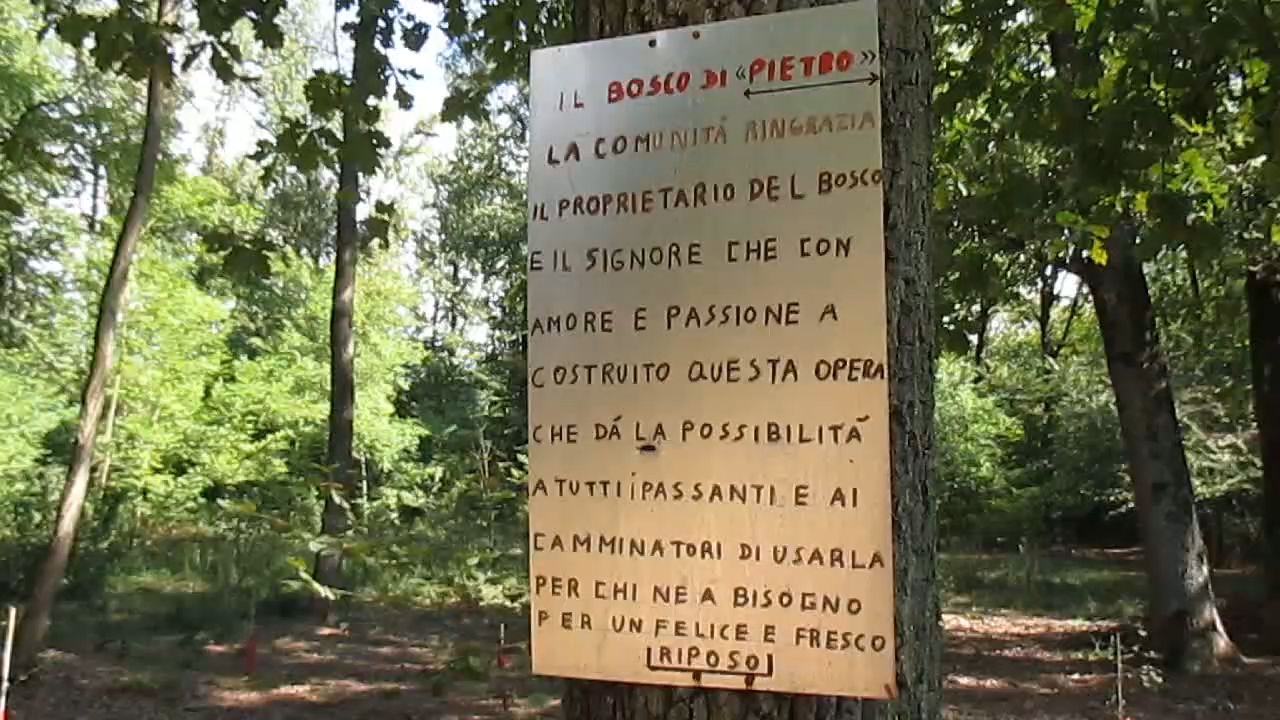 IL BOSCO DI «PIETRO»
LA COMUNITÁ RINGRAZIA
IL PROPRIETARIO DEL BOSCO
E IL SIGNORE CHE CON
AMORE E PASSIONE A
COSTRUITO QUESTA OPERA
CHE DÁ LA POSSIBILITÁ
A TUTTI i PASSANTI E AI
CAMMINATORI DI USARLA
PER CHI NE A BISOGNO
PER UN FELICE E FRESCO
RIPOSO